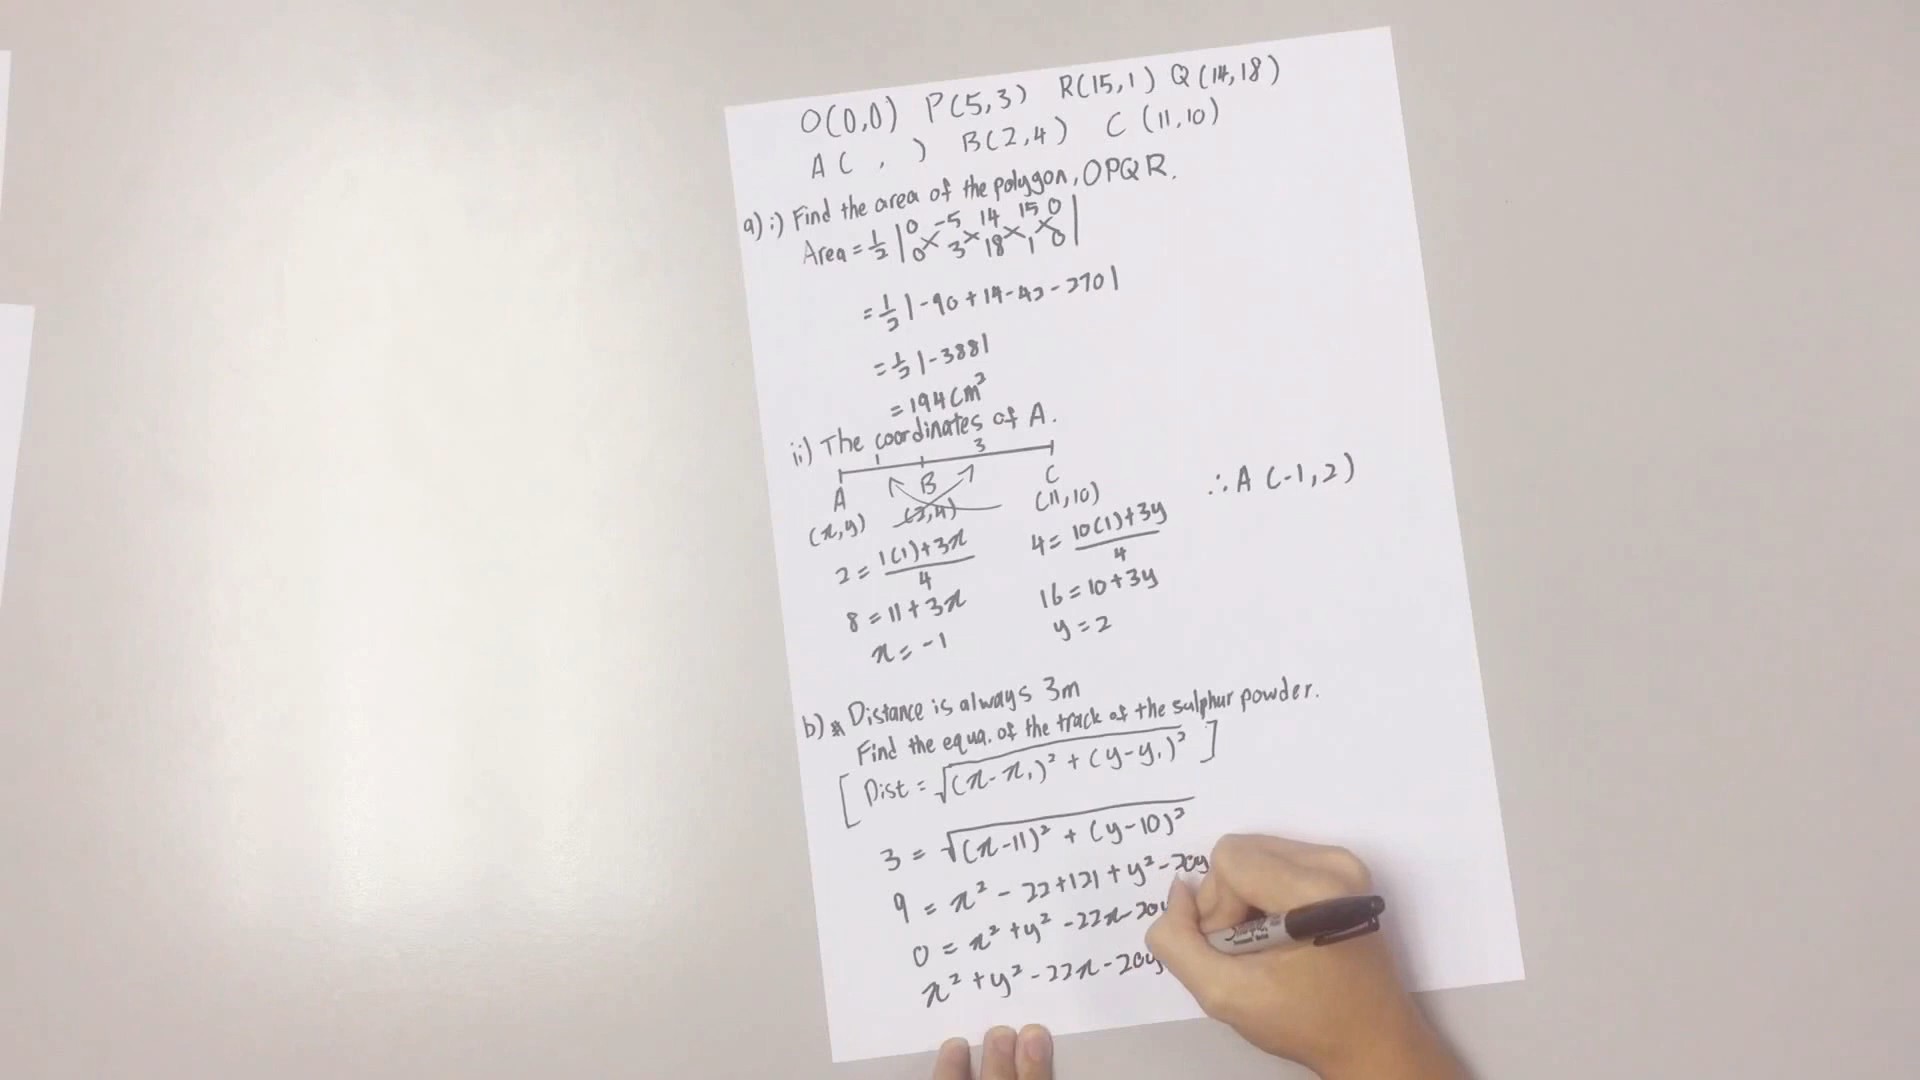 O(0,0) P(5,3) R(15,1) Q(14,18)
A ( , ) B(2,4) C (11,10)
a) i) Find the area of the polygon, OPQR.
Area = 1/2 | 0 -5 14 15 0 |
0 3 18 1 0
= 1/2 |-90+14-42-270|
= 1/2 |-388|
= 194cm²
ii) The coordinates of A.
1 3
A B C
(x,y) (2,4) (11,10)
∴ A (-1,2)
2 = (1(1)+3x)/4 4 = (10(1)+3y)/4
8 = 11+3x 16 = 10+3y
x = -1 y = 2
b) Distance is always 3m
Find the equa. of the track of the sulphur powder.
[Dist = √((x-x₁)² + (y-y₁)²)]
3 = √((x-11)² + (y-10)²)
9 = x² - 22+121 + y² - 20y
0 = x² + y² - 22x - 20y
x² + y² - 22x - 20y